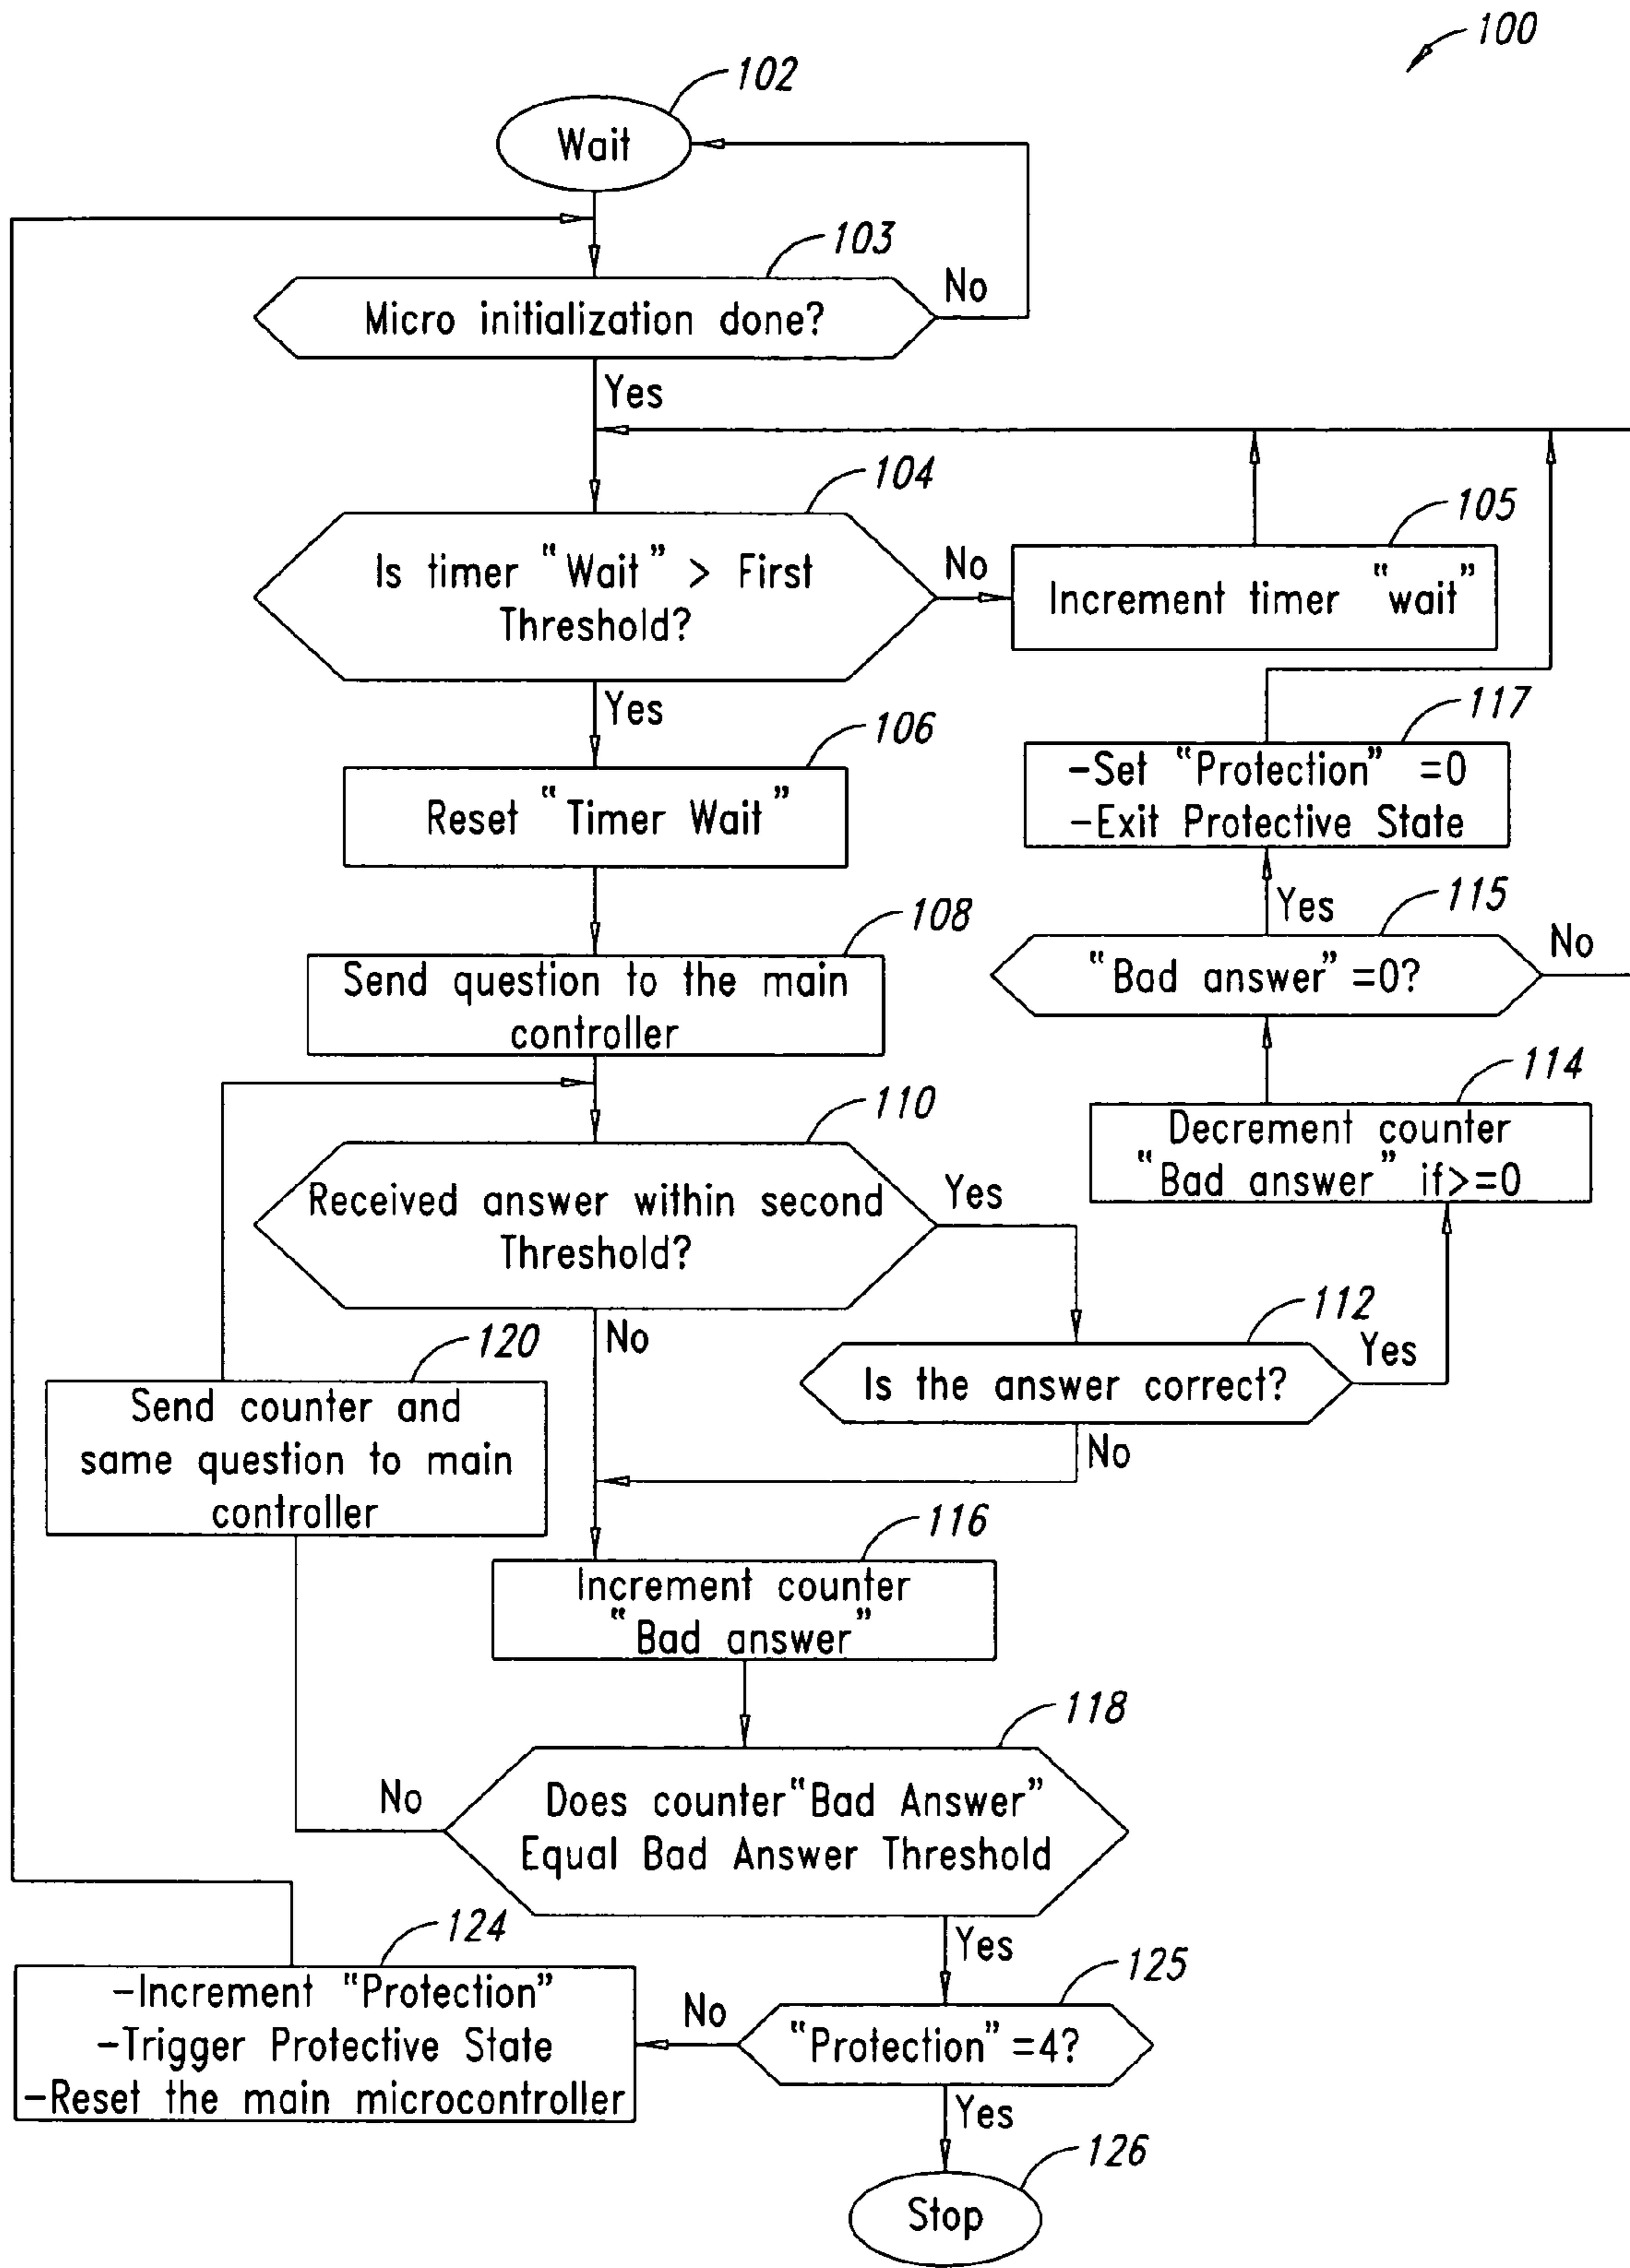 100
102
Wait
103
No
Micro initialization done?
Yes
104
105
Is timer “Wait” > First
Threshold?
No
Increment timer “wait”
Yes
106
117
Reset “Timer Wait”
-Set “Protection” =0
-Exit Protective State
108
Yes
115
No
Send question to the main
controller
“Bad answer” =0?
110
114
Decrement counter
“Bad answer” if>=0
Received answer within second
Threshold?
Yes
112
120
No
Yes
Is the answer correct?
Send counter and
same question to main
controller
No
116
Increment counter
“Bad answer”
118
No
Does counter “Bad Answer”
Equal Bad Answer Threshold
124
Yes
125
-Increment “Protection”
-Trigger Protective State
-Reset the main microcontroller
No
“Protection” =4?
Yes
126
Stop